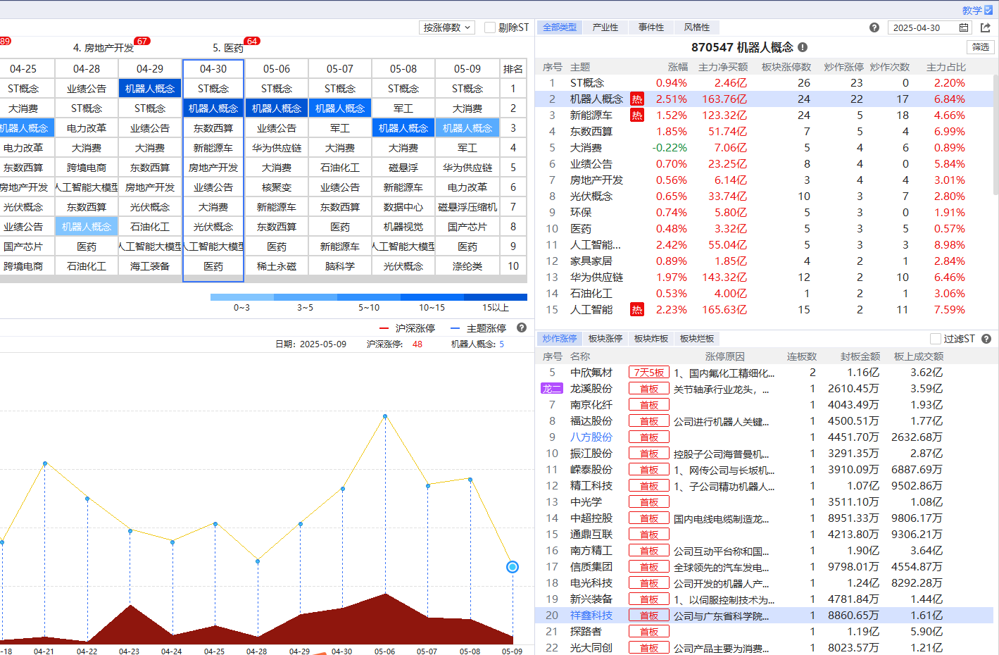 教学
按涨停数 剔除ST
89 4. 房地产开发 67 5. 医药 64
04-25 04-28 04-29 04-30 05-06 05-07 05-08 05-09 排名
ST概念 业绩公告 机器人概念 ST概念 ST概念 ST概念 ST概念 ST概念 1
大消费 ST概念 ST概念 机器人概念 机器人概念 机器人概念 军工 大消费 2
机器人概念 电力改革 业绩公告 东数西算 业绩公告 军工 机器人概念 机器人概念 3
电力改革 大消费 大消费 新能源车 华为供应链 大消费 大消费 军工 4
东数西算 跨境电商 东数西算 房地产开发 大消费 石油化工 磁悬浮 华为供应链 5
房地产开发 人工智能大模型 房地产开发 业绩公告 核聚变 业绩公告 新能源车 电力改革 6
光伏概念 东数西算 光伏概念 大消费 新能源车 东数西算 数据中心 磁悬浮压缩机 7
业绩公告 机器人概念 石油化工 光伏概念 东数西算 医药 机器视觉 国产芯片 8
国产芯片 医药 人工智能大模型 人工智能大模型 医药 新能源车 人工智能大模型 医药 9
跨境电商 石油化工 海工装备 医药 稀土永磁 脑科学 光伏概念 涤纶类 10
0~3 3~5 5~10 10~15 15以上
沪深涨停 主题涨停 ?
日期: 2025-05-09 沪深涨停: 48 机器人概念: 5
-18 04-21 04-22 04-23 04-24 04-25 04-28 04-29 04-30 05-06 05-07 05-08 05-09
全部类型 产业性 事件性 风格性 ? 2025-04-30
870547 机器人概念 ! 筛选
序号 主题 涨幅 主力净买额 板块涨停数 炒作涨停 炒作次数 主力占比
1 ST概念 0.94% 2.46亿 26 23 0 2.20%
2 机器人概念 热 2.51% 163.76亿 24 22 17 6.84%
3 新能源车 热 1.52% 123.32亿 24 5 18 4.66%
4 东数西算 1.85% 51.74亿 7 5 4 6.99%
5 大消费 -0.22% 7.06亿 5 4 6 0.89%
6 业绩公告 0.70% 23.25亿 8 4 0 5.84%
7 房地产开发 0.56% 6.14亿 3 4 4 3.01%
8 光伏概念 0.65% 33.74亿 10 3 7 2.80%
9 环保 0.74% 5.80亿 5 3 0 1.91%
10 医药 0.48% 3.32亿 5 3 5 0.57%
11 人工智能... 2.42% 55.04亿 5 3 3 8.98%
12 家具家居 0.89% 1.85亿 4 2 1 2.84%
13 华为供应链 1.97% 143.32亿 12 2 10 6.46%
14 石油化工 0.53% 4.00亿 1 2 1 3.06%
15 人工智能 热 2.23% 165.63亿 15 2 11 7.59%
炒作涨停 板块涨停 板块炸板 板块烂板 过滤ST ?
序号 名称 涨停原因 连板数 封板金额 板上成交额
5 中欣氟材 7天5板 1、国内氟化工精细化... 2 1.16亿 3.62亿
龙二 龙溪股份 首板 关节轴承行业龙头，... 1 2610.45万 3.59亿
7 南京化纤 首板 1 4043.49万 1.93亿
8 福达股份 首板 公司进行机器人关键... 1 4500.51万 1.77亿
9 八方股份 首板 1 4451.70万 2632.68万
10 振江股份 首板 控股子公司海普曼机... 1 3291.35万 2.87亿
11 嵘泰股份 首板 1、网传公司与长坂机... 1 3910.09万 6887.69万
12 精工科技 首板 1、子公司精功机器人... 1 1.07亿 9502.86万
13 中光学 首板 1 3511.10万 1.08亿
14 中超控股 首板 国内电线电缆制造龙... 1 8951.33万 9806.17万
15 通鼎互联 首板 1 4213.80万 9306.21万
16 南方精工 首板 公司互动平台称和国... 1 1.90亿 3.64亿
17 信质集团 首板 全球领先的汽车发电... 1 9798.01万 4554.87万
18 电光科技 首板 公司开发的机器人产... 1 1.24亿 8292.28万
19 新兴装备 首板 1、以伺服控制技术为... 1 4781.84万 1.44亿
20 祥鑫科技 首板 公司与广东省科学院... 1 8860.65万 1.61亿
21 探路者 首板 1 1.19亿 5.90亿
22 光大同创 首板 公司产品主要为消费... 1 8023.57万 1.21亿